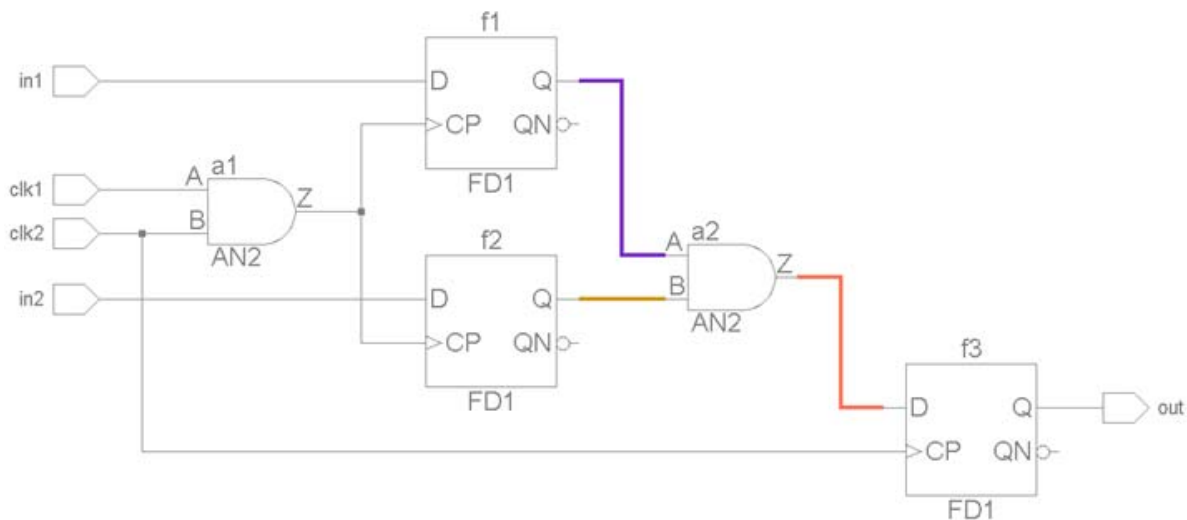 f1
in1
D
Q
CP
QN
FD1
a1
clk1
A
Z
clk2
B
AN2
f2
in2
D
Q
CP
QN
FD1
a2
A
Z
B
AN2
f3
D
Q
out
CP
QN
FD1